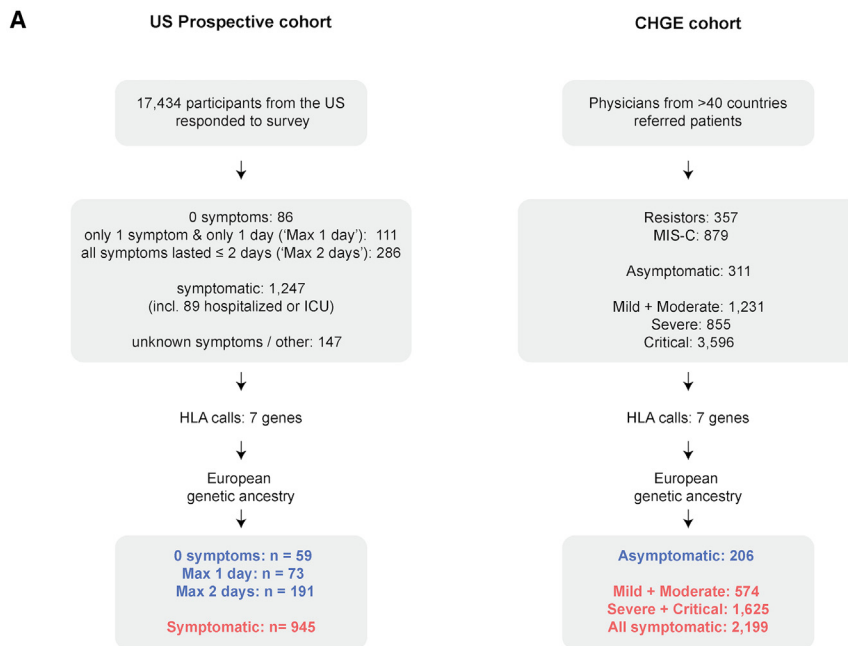 A
US Prospective cohort
17,434 participants from the US
responded to survey
0 symptoms: 86
only 1 symptom & only 1 day (‘Max 1 day’): 111
all symptoms lasted ≤ 2 days (‘Max 2 days’): 286
symptomatic: 1,247
(incl. 89 hospitalized or ICU)
unknown symptoms / other: 147
HLA calls: 7 genes
European
genetic ancestry
0 symptoms: n = 59
Max 1 day: n = 73
Max 2 days: n = 191
Symptomatic: n= 945
CHGE cohort
Physicians from >40 countries
referred patients
Resistors: 357
MIS-C: 879
Asymptomatic: 311
Mild + Moderate: 1,231
Severe: 855
Critical: 3,596
HLA calls: 7 genes
European
genetic ancestry
Asymptomatic: 206
Mild + Moderate: 574
Severe + Critical: 1,625
All symptomatic: 2,199